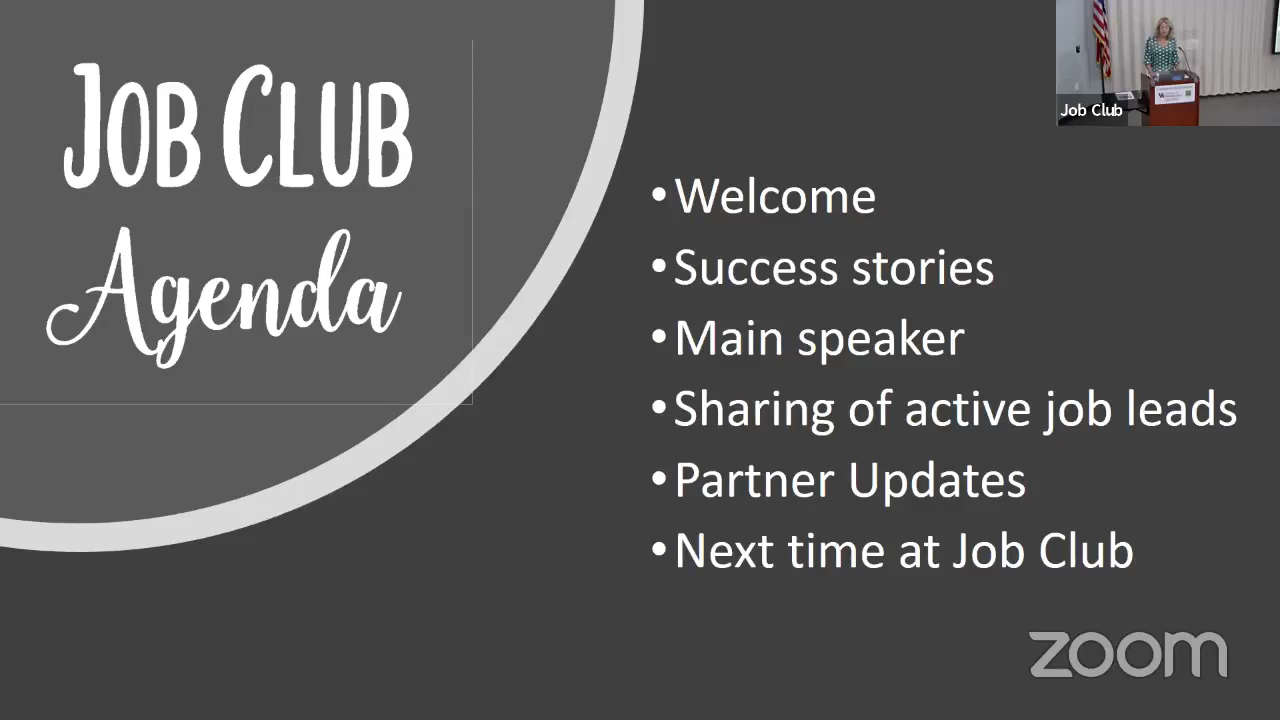 JOB CLUB
Agenda
Job Club
•Welcome
•Success stories
•Main speaker
•Sharing of active job leads
•Partner Updates
•Next time at Job Club
zoom